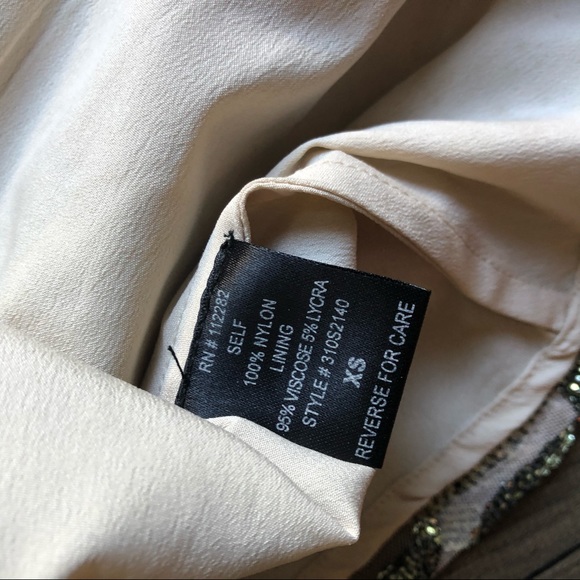 RN # 112282
SELF
100% NYLON
LINING
95% VISCOSE 5% LYCRA
STYLE # 310S2140
XS
REVERSE FOR CARE